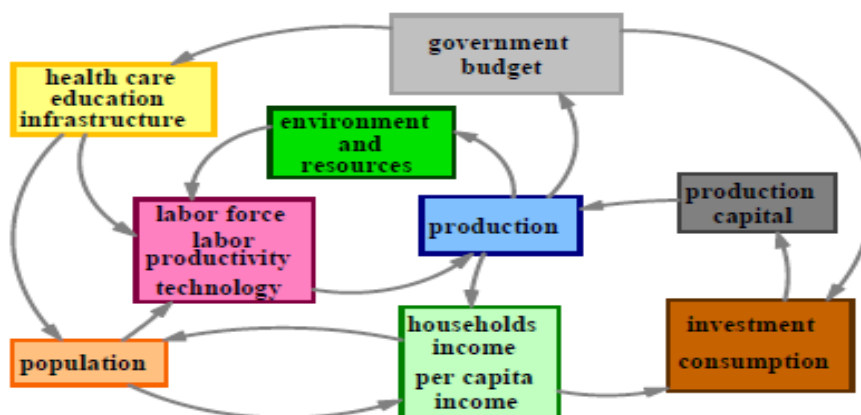 government
budget
health care
education
infrastructure
environment
and
resources
labor force
labor
productivity
technology
production
production
capital
population
households
income
per capita
income
investment
consumption